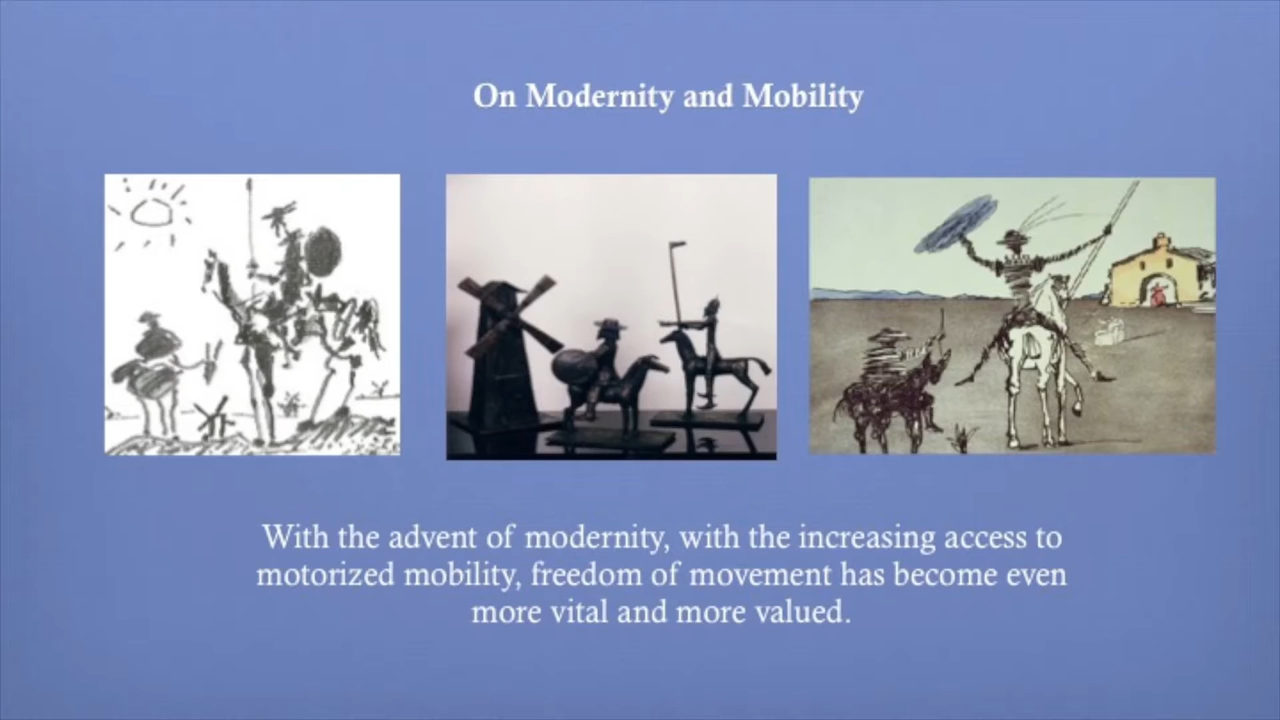 On Modernity and Mobility
With the advent of modernity, with the increasing access to
motorized mobility, freedom of movement has become even
more vital and more valued.